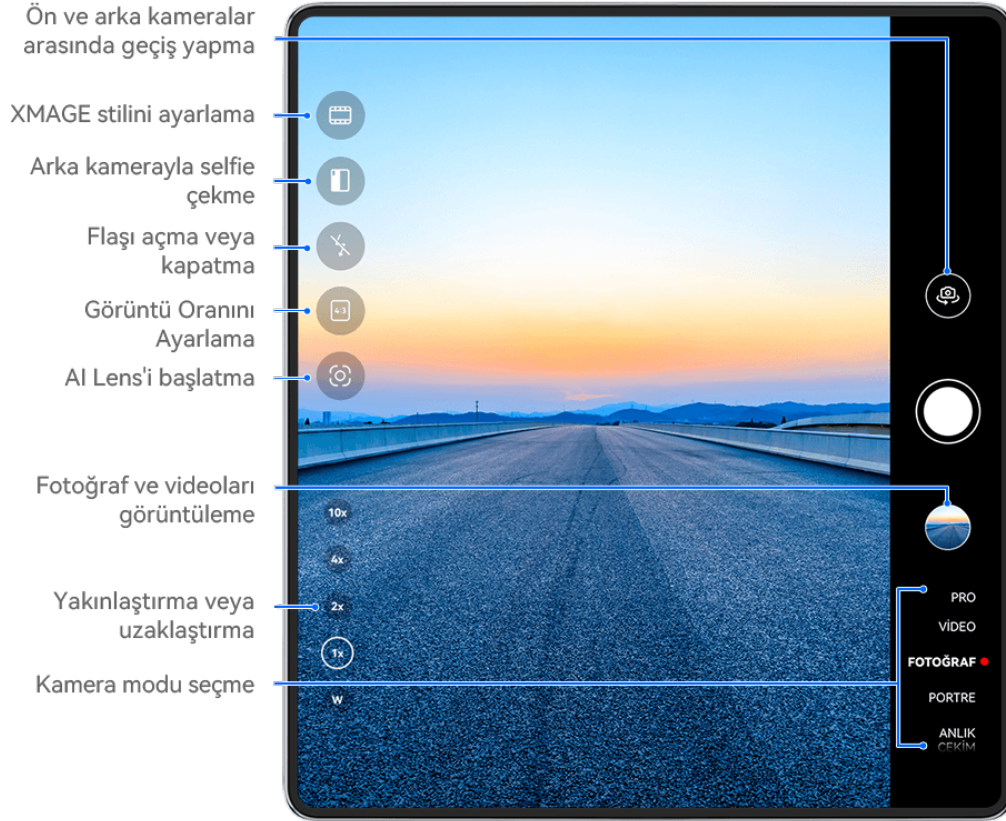 Ön ve arka kameralar
arasında geçiş yapma
XMAGE stilini ayarlama
Arka kamerayla selfie
çekme
Flaşı açma veya
kapatma
Görüntü Oranını
Ayarlama
AI Lens'i başlatma
Fotoğraf ve videoları
görüntüleme
Yakınlaştırma veya
uzaklaştırma
Kamera modu seçme
4:3
10x
4x
2x
1x
W
PRO
VİDEO
FOTOĞRAF
PORTRE
ANLIK
ÇEKİM